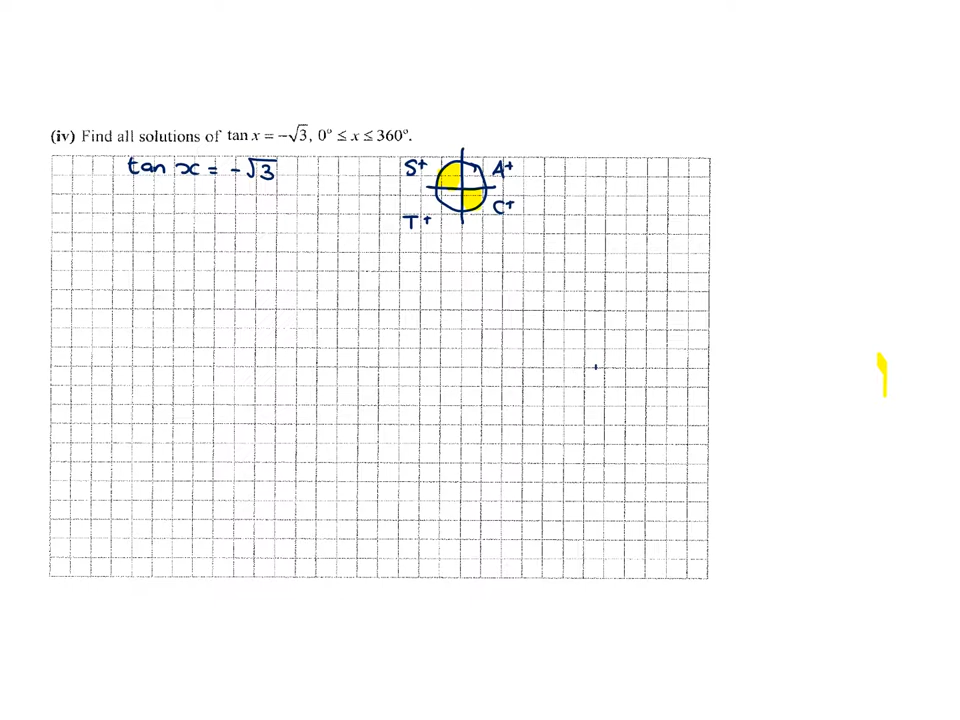 (iv) Find all solutions of tan x = −√3, 0° ≤ x ≤ 360°.
tan x = -√3
S+ A+
C+
T+